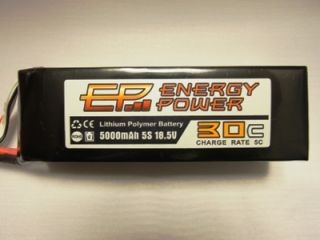 EP ENERGY
POWER
Lithium Polymer Battery
5000mAh 5S 18.5V
30C
CHARGE RATE 5C